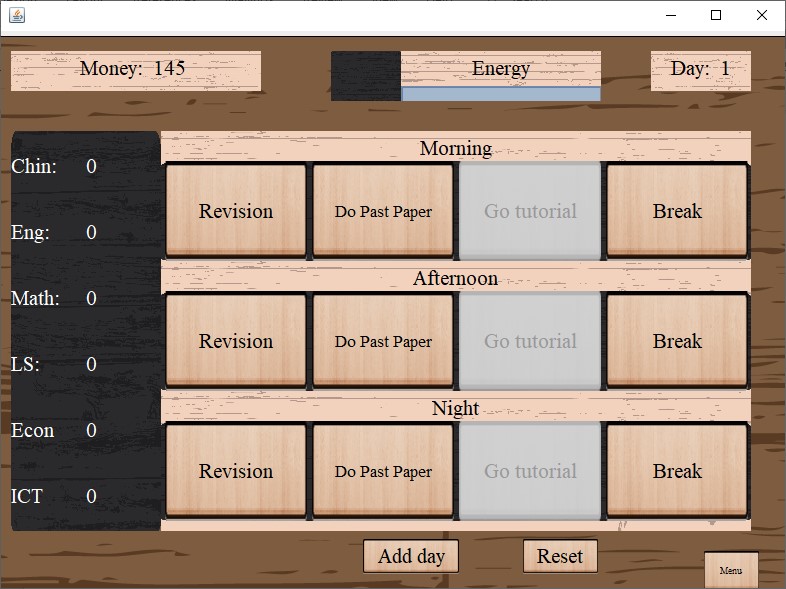 Money: 145
Energy
Day: 1
Chin: 0
Eng: 0
Math: 0
LS: 0
Econ 0
ICT 0
Morning
Revision
Do Past Paper
Go tutorial
Break
Afternoon
Revision
Do Past Paper
Go tutorial
Break
Night
Revision
Do Past Paper
Go tutorial
Break
Add day
Reset
Menu